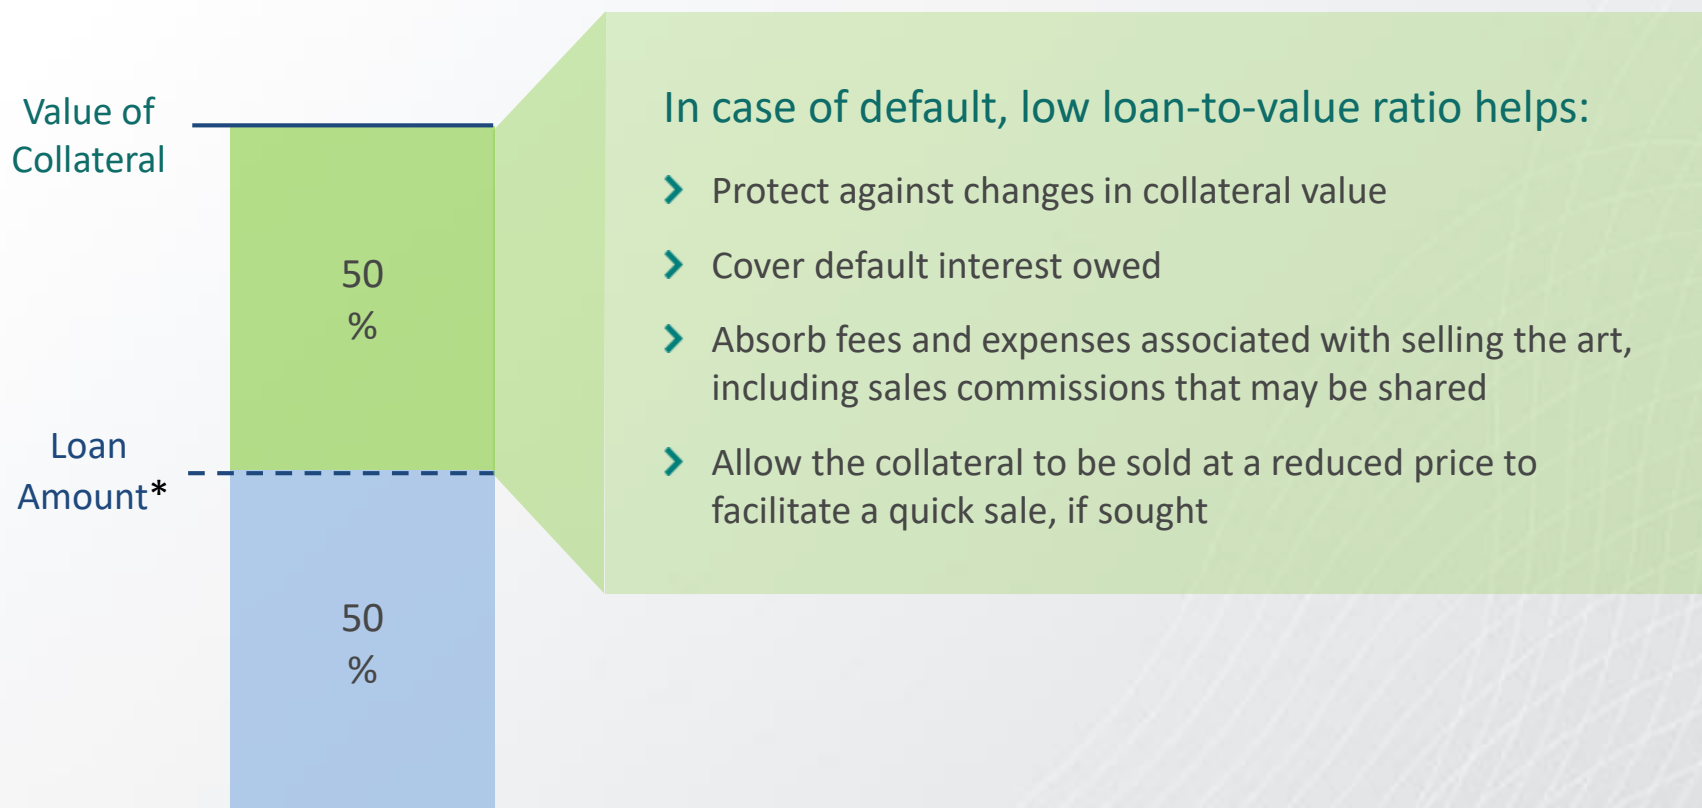 Value of
Collateral
50
%
Loan
Amount*
50
%
In case of default, low loan-to-value ratio helps:
Protect against changes in collateral value
Cover default interest owed
Absorb fees and expenses associated with selling the art,
including sales commissions that may be shared
Allow the collateral to be sold at a reduced price to
facilitate a quick sale, if sought